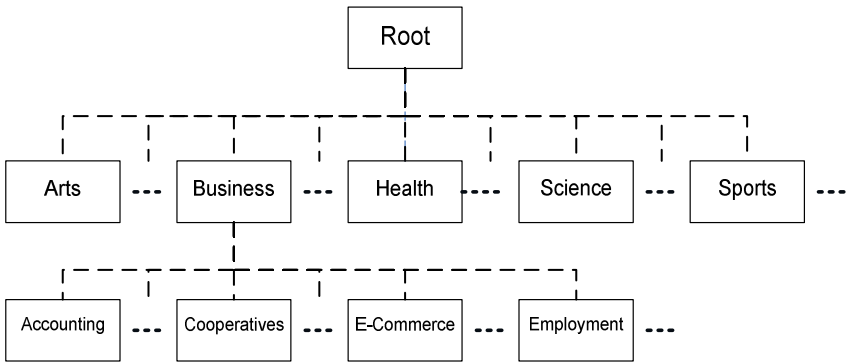 Root
Arts
Business
Health
Science
Sports
Accounting
Cooperatives
E-Commerce
Employment